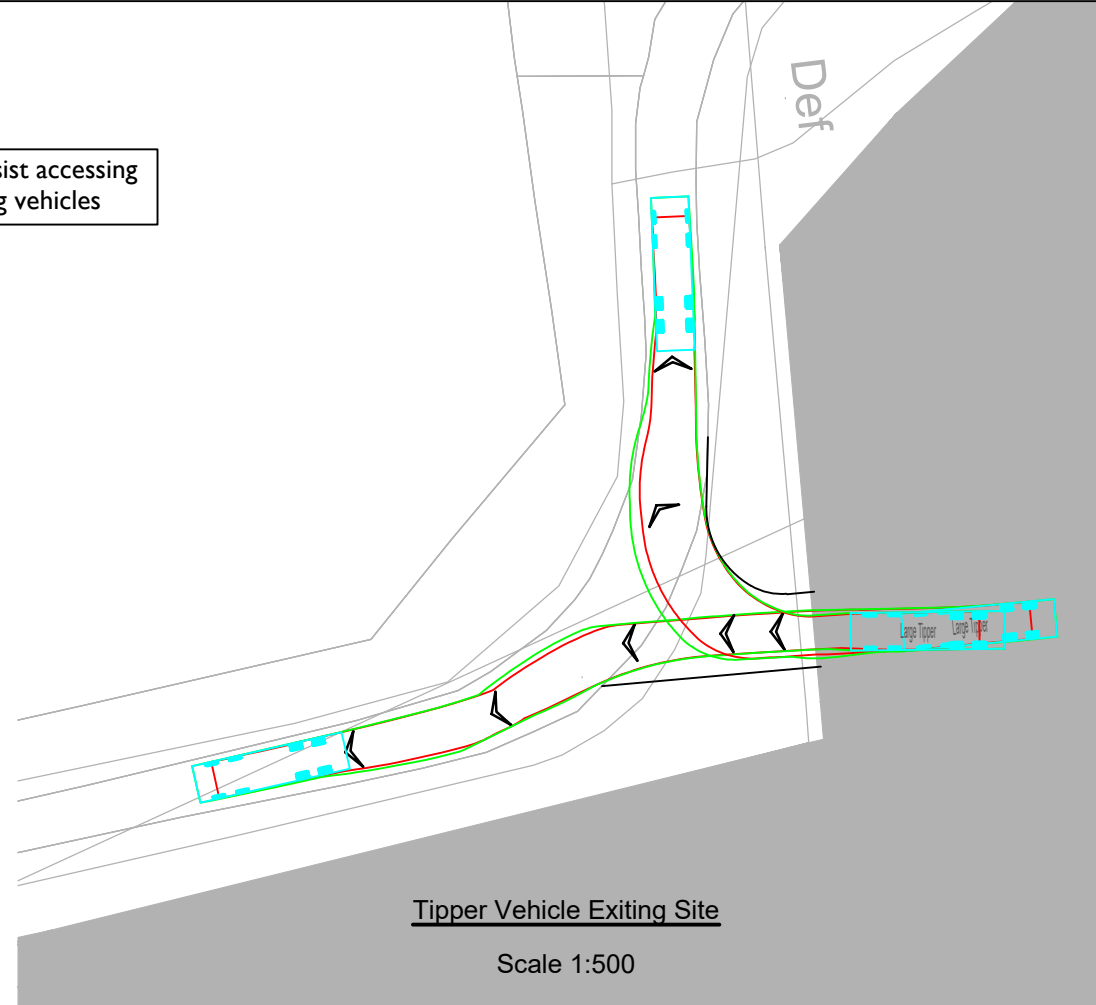 Def
sist accessing
g vehicles
Large Tipper
Large Tipper
Tipper Vehicle Exiting Site
Scale 1:500